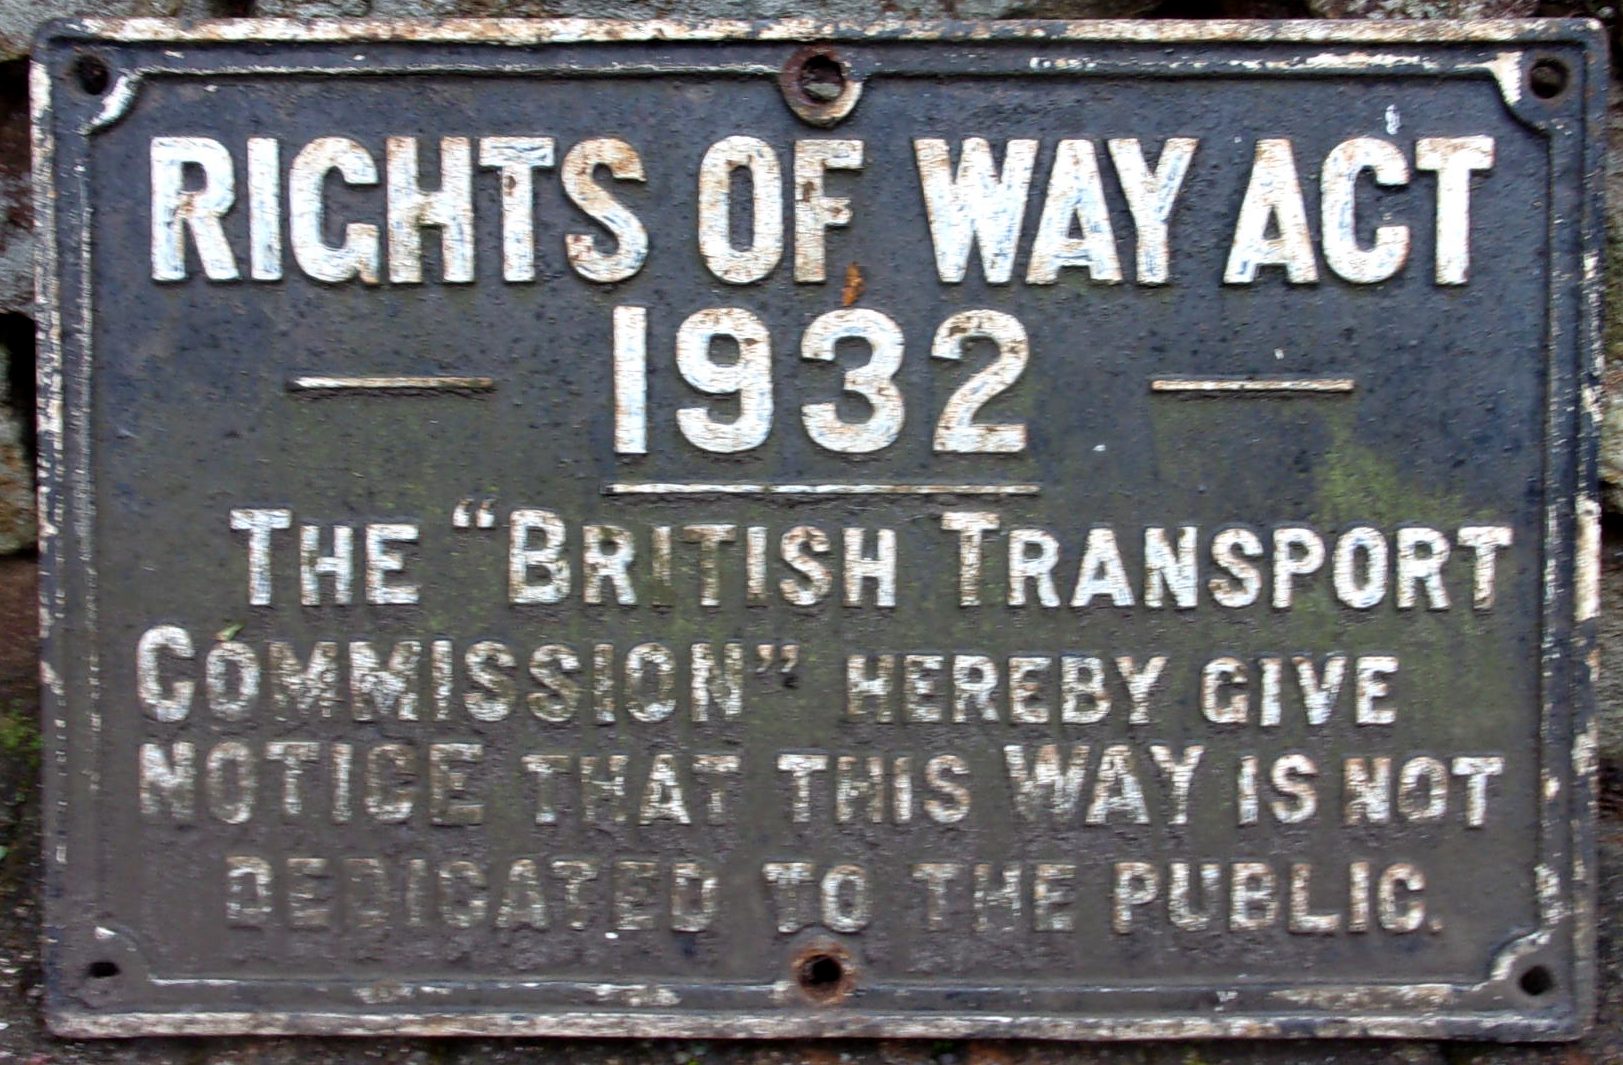 RIGHTS OF WAY ACT
1932
THE “BRITISH TRANSPORT
COMMISSION” HEREBY GIVE
NOTICE THAT THIS WAY IS NOT
DEDICATED TO THE PUBLIC.